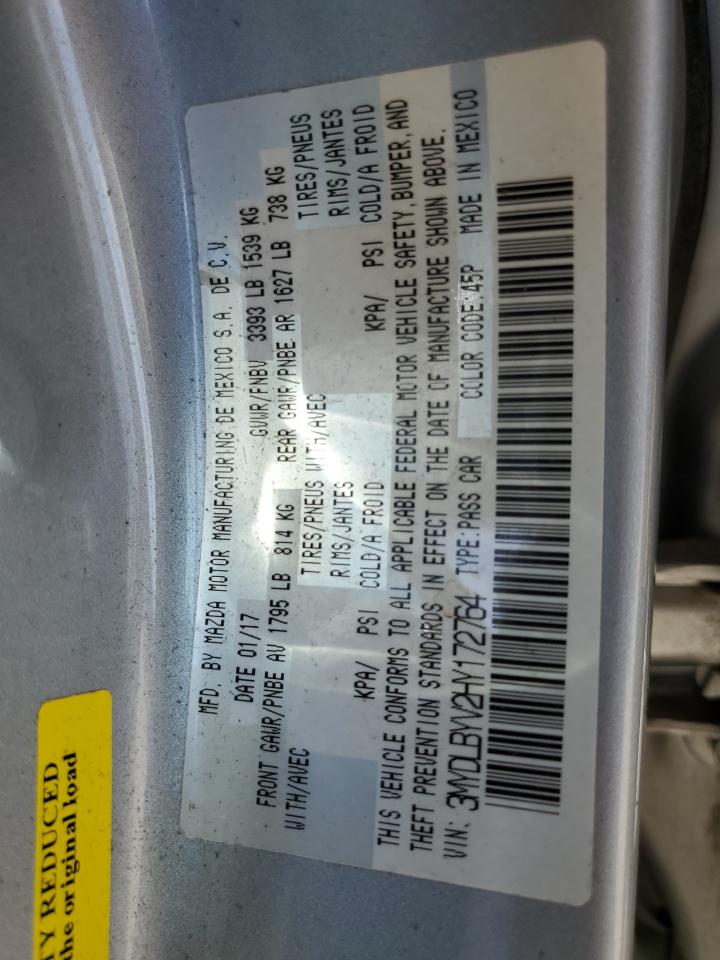 MFD. BY MAZDA MOTOR MANUFACTURING DE MEXICO S.A. DE C.V.
DATE 01/17 GVWR/FNBV 3393 LB 1539 KG
FRONT GAWR/PNBE AV 1795 LB 814 KG REAR GAWR/PNBE AR 1627 LB 738 KG
WITH/AVEC TIRES/PNEUS WITH/AVEC TIRES/PNEUS
RIMS/JANTES RIMS/JANTES
KPA/ PSI COLD/A FROID KPA/ PSI COLD/A FROID
THIS VEHICLE CONFORMS TO ALL APPLICABLE FEDERAL MOTOR VEHICLE SAFETY, BUMPER, AND
THEFT PREVENTION STANDARDS IN EFFECT ON THE DATE OF MANUFACTURE SHOWN ABOVE.
VIN: 3MYDLBYV2HY172764 TYPE:PASS CAR COLOR CODE 45P MADE IN MEXICO
TY REDUCED
the original load